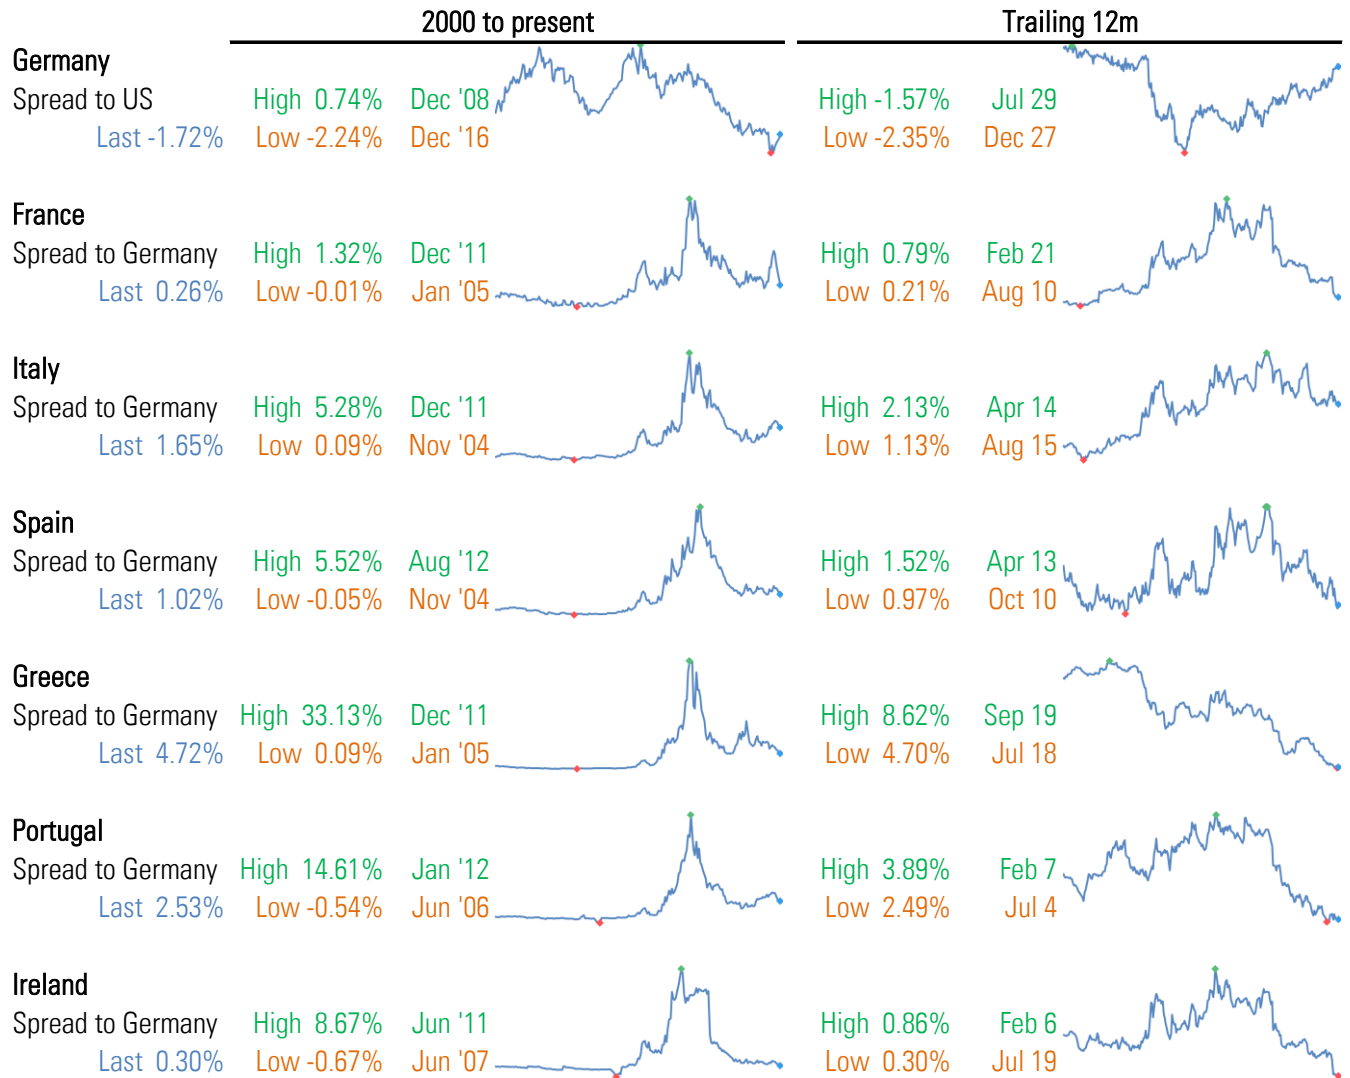 2000 to present Trailing 12m
Germany
Spread to US High 0.74% Dec '08 High -1.57% Jul 29
Last -1.72% Low -2.24% Dec '16 Low -2.35% Dec 27
France
Spread to Germany High 1.32% Dec '11 High 0.79% Feb 21
Last 0.26% Low -0.01% Jan '05 Low 0.21% Aug 10
Italy
Spread to Germany High 5.28% Dec '11 High 2.13% Apr 14
Last 1.65% Low 0.09% Nov '04 Low 1.13% Aug 15
Spain
Spread to Germany High 5.52% Aug '12 High 1.52% Apr 13
Last 1.02% Low -0.05% Nov '04 Low 0.97% Oct 10
Greece
Spread to Germany High 33.13% Dec '11 High 8.62% Sep 19
Last 4.72% Low 0.09% Jan '05 Low 4.70% Jul 18
Portugal
Spread to Germany High 14.61% Jan '12 High 3.89% Feb 7
Last 2.53% Low -0.54% Jun '06 Low 2.49% Jul 4
Ireland
Spread to Germany High 8.67% Jun '11 High 0.86% Feb 6
Last 0.30% Low -0.67% Jun '07 Low 0.30% Jul 19